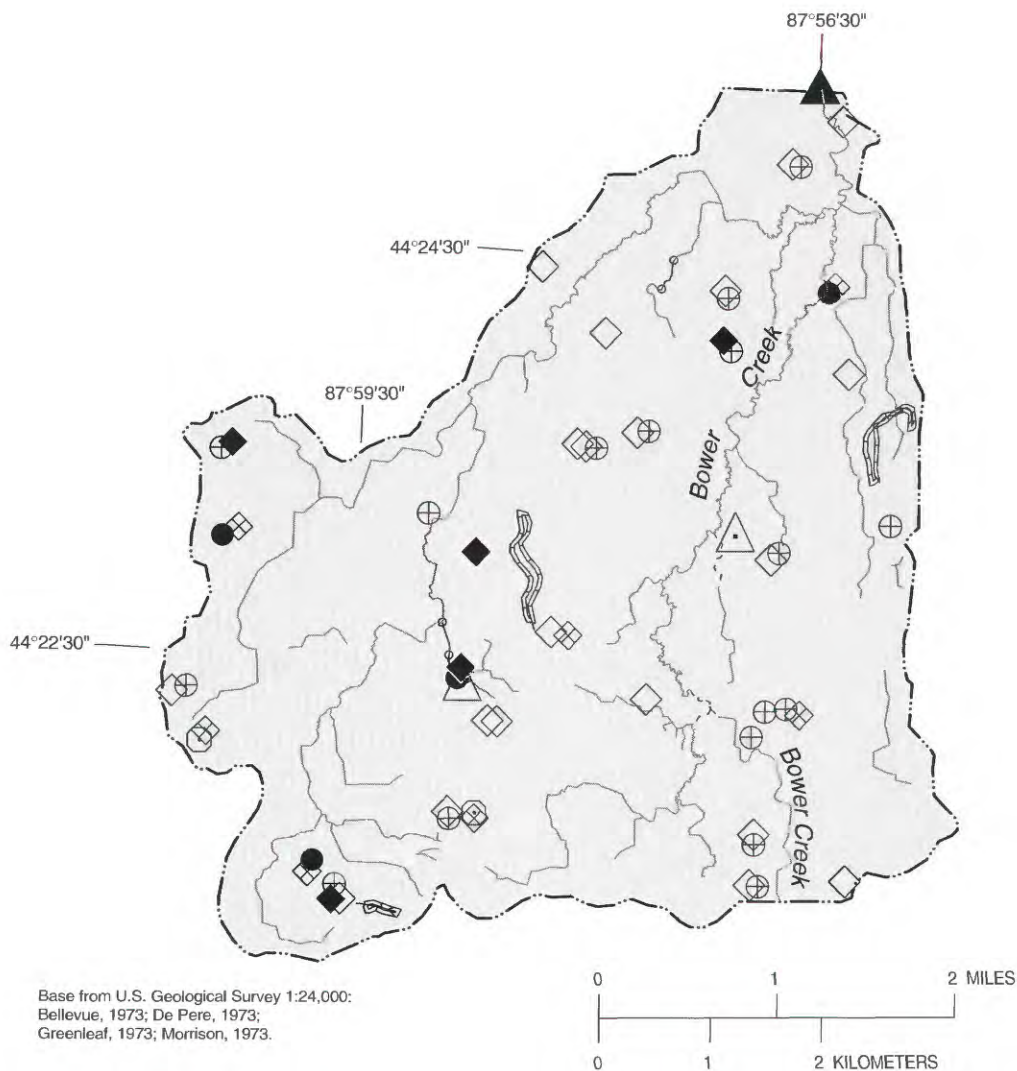 87°56'30"
44°24'30"
87°59'30"
Creek
Bower
44°22'30"
Bower Creek
Base from U.S. Geological Survey 1:24,000:
Bellevue, 1973; De Pere, 1973;
Greenleaf, 1973; Morrison, 1973.
0 1 2 MILES
0 1 2 KILOMETERS